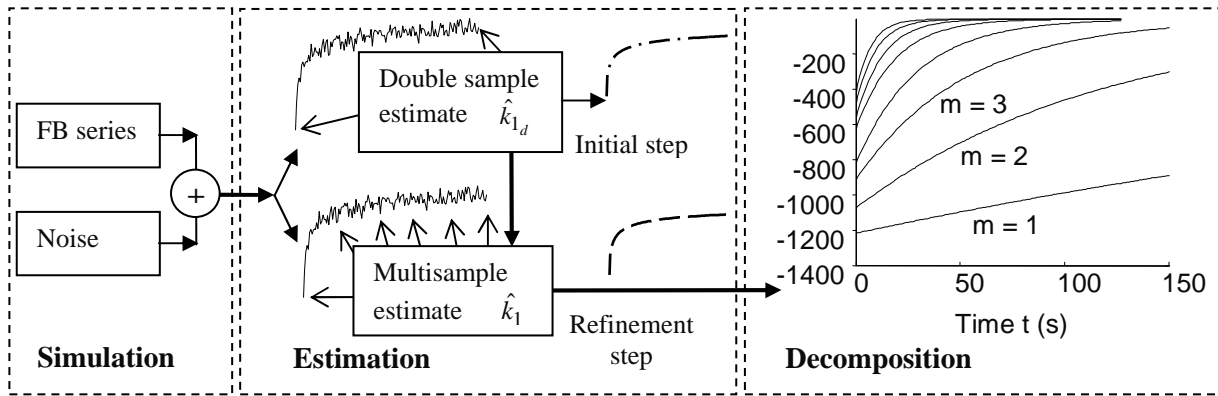 FB series
Noise
+
Simulation
Double sample
estimate k̂1d
Initial step
Multisample
estimate k̂1
Refinement
step
Estimation
-200
-400
-600
-800
-1000
-1200
-1400
m = 3
m = 2
m = 1
0 50 100 150
Time t (s)
Decomposition